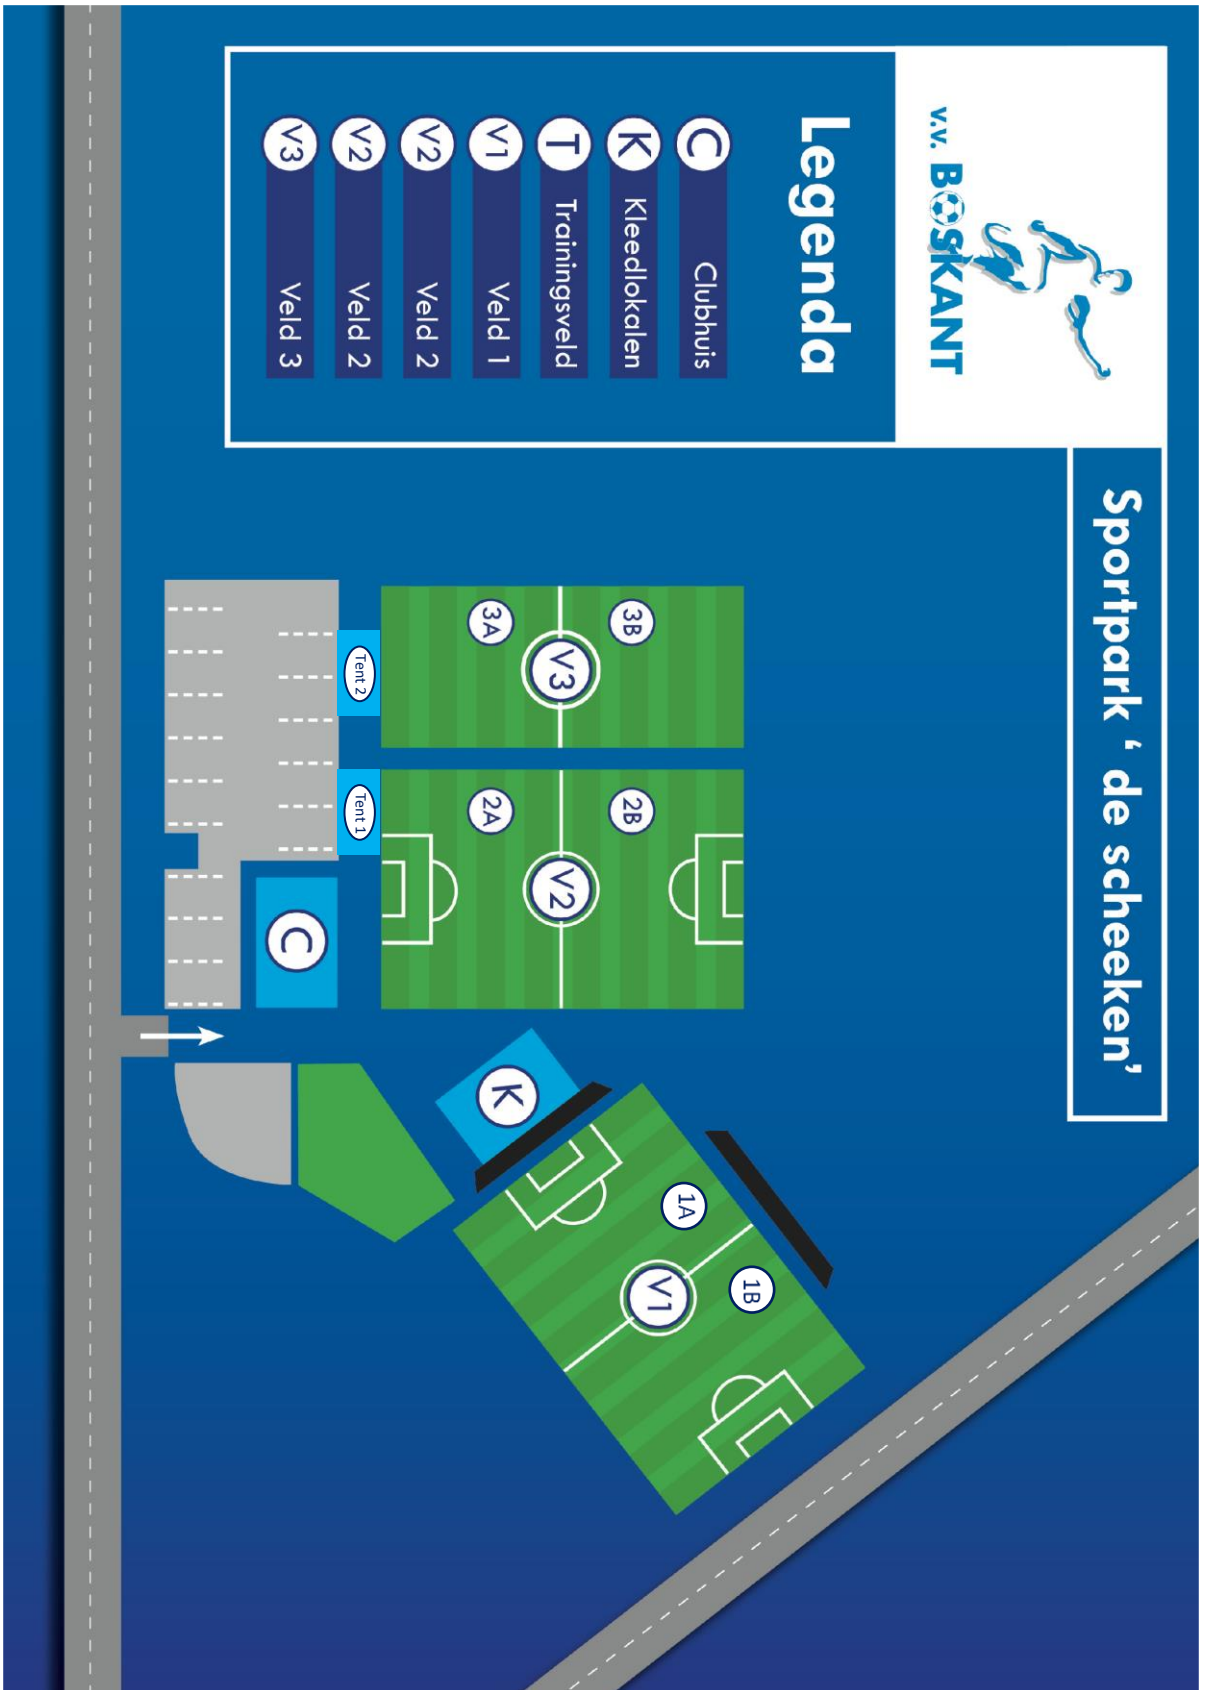 v.v. BOSKANT
Sportpark ‘ de scheeken’
Legenda
C Clubhuis
K Kleedlokalen
T Trainingsveld
V1 Veld 1
V2 Veld 2
V2 Veld 2
V3 Veld 3
3B
2B
V3
V2
3A
2A
Tent 2
Tent 1
C
K
1A
1B
V1